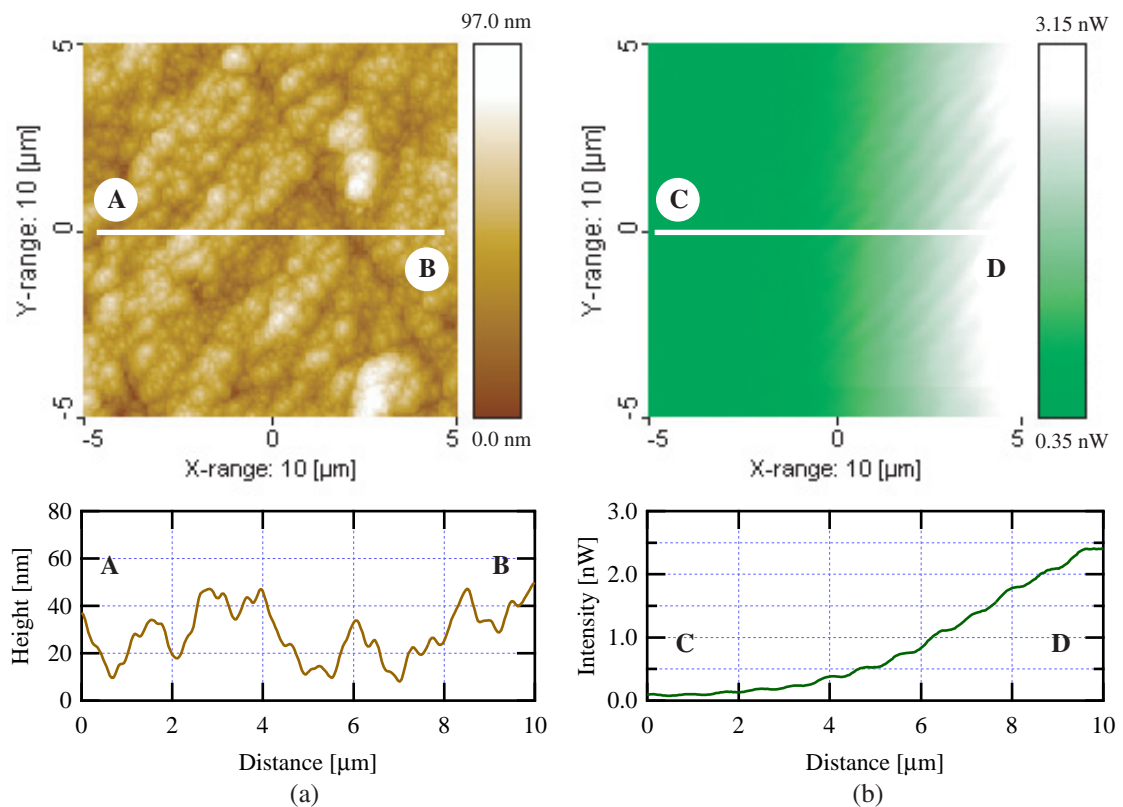 97.0 nm
5
0
-5
Y-range: 10 [µm]
A
B
0.0 nm
-5
0
5
X-range: 10 [µm]
3.15 nW
5
0
-5
Y-range: 10 [µm]
C
D
0.35 nW
-5
0
5
X-range: 10 [µm]
80
60
40
20
0
Height [nm]
A
B
0
2
4
6
8
10
Distance [µm]
(a)
3.0
2.0
1.0
0.0
Intensity [nW]
C
D
0
2
4
6
8
10
Distance [µm]
(b)